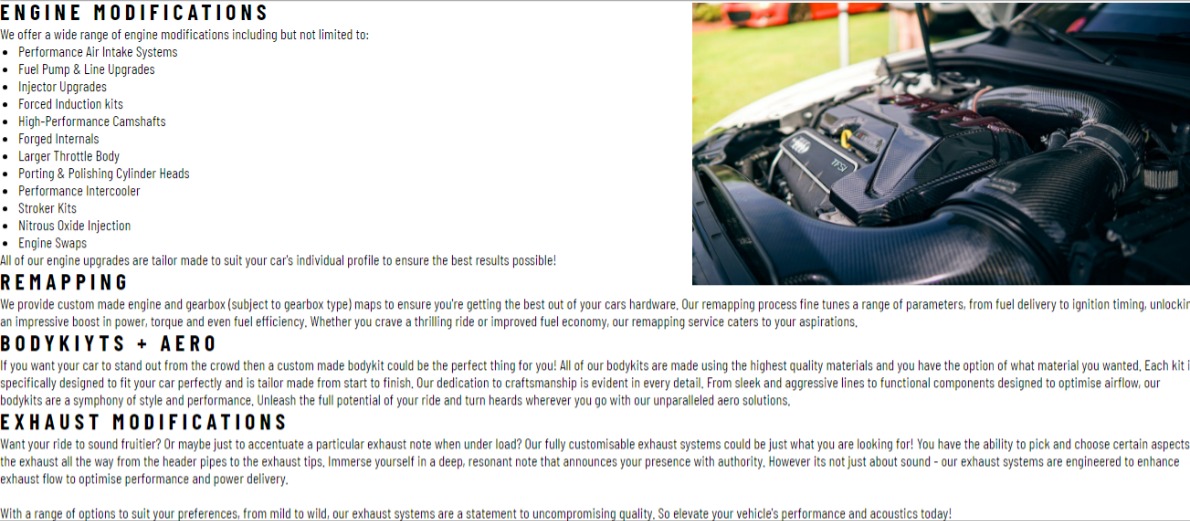 ENGINE MODIFICATIONS
We offer a wide range of engine modifications including but not limited to:
Performance Air Intake Systems
Fuel Pump & Line Upgrades
Injector Upgrades
Forced Induction kits
High-Performance Camshafts
Forged Internals
Larger Throttle Body
Porting & Polishing Cylinder Heads
Performance Intercooler
Stroker Kits
Nitrous Oxide Injection
Engine Swaps
All of our engine upgrades are tailor made to suit your car's individual profile to ensure the best results possible!
TFSI
REMAPPING
We provide custom made engine and gearbox (subject to gearbox type) maps to ensure you're getting the best out of your cars hardware. Our remapping process fine tunes a range of parameters, from fuel delivery to ignition timing,
an impressive boost in power, torque and even fuel efficiency. Whether you crave a thrilling ride or improved fuel economy, our remapping service caters to your aspirations.
BODYKIYTS + AERO
If you want your car to stand out from the crowd then a custom made bodykit could be the perfect thing for you! All of our bodykits are made using the highest quality materials and you have the option of what material you wanted. Each kit
specifically designed to fit your car perfectly and is tailor made from start to finish. Our dedication to craftsmanship is evident in every detail. From sleek and aggressive lines to functional components designed to optimise airflow, our
bodykits are a symphony of style and performance. Unleash the full potential of your ride and turn heards wherever you go with our unparalleled aero solutions.
EXHAUST MODIFICATIONS
Want your ride to sound fruitier? Or maybe just to accentuate a particular exhaust note when under load? Our fully customisable exhaust systems could be just what you are looking for! You have the ability to pick and choose certain aspects
the exhaust all the way from the header pipes to the exhaust tips. Immerse yourself in a deep, resonant note that announces your presence with authority. However its not just about sound - our exhaust systems are engineered to enhance
exhaust flow to optimise performance and power delivery.
With a range of options to suit your preferences, from mild to wild, our exhaust systems are a statement to uncompromising quality. So elevate your vehicle's performance and acoustics today!